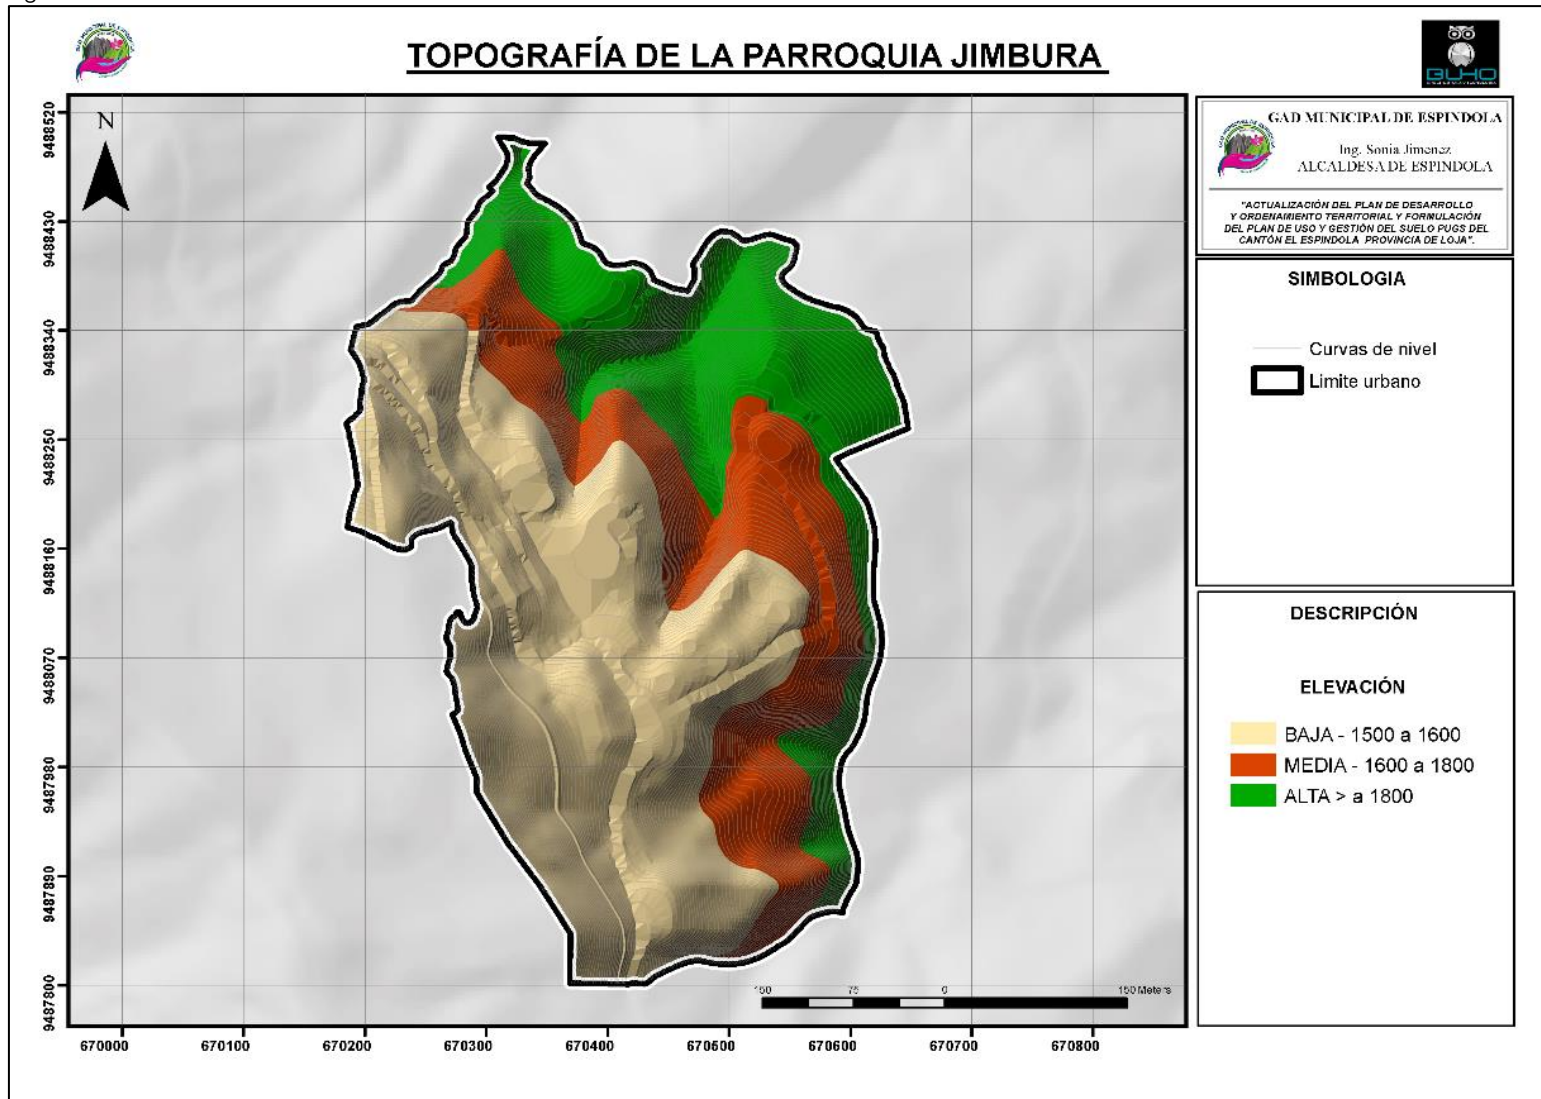 TOPOGRAFÍA DE LA PARROQUIA JIMBURA
BUHO
N
9488520
9488430
9488340
9488250
9488160
9488070
9487980
9487890
9487800
670000
670100
670200
670300
670400
670500
670600
670700
670800
150
75
0
150 Meters
GAD MUNICIPAL DE ESPINDOLA
Ing. Sonia Jimenez
ALCALDESA DE ESPINDOLA
"ACTUALIZACIÓN DEL PLAN DE DESARROLLO
Y ORDENAMIENTO TERRITORIAL Y FORMULACIÓN
DEL PLAN DE USO Y GESTIÓN DEL SUELO PUGS DEL
CANTÓN EL ESPINDOLA PROVINCIA DE LOJA".
SIMBOLOGIA
Curvas de nivel
Limite urbano
DESCRIPCIÓN
ELEVACIÓN
BAJA - 1500 a 1600
MEDIA - 1600 a 1800
ALTA > a 1800